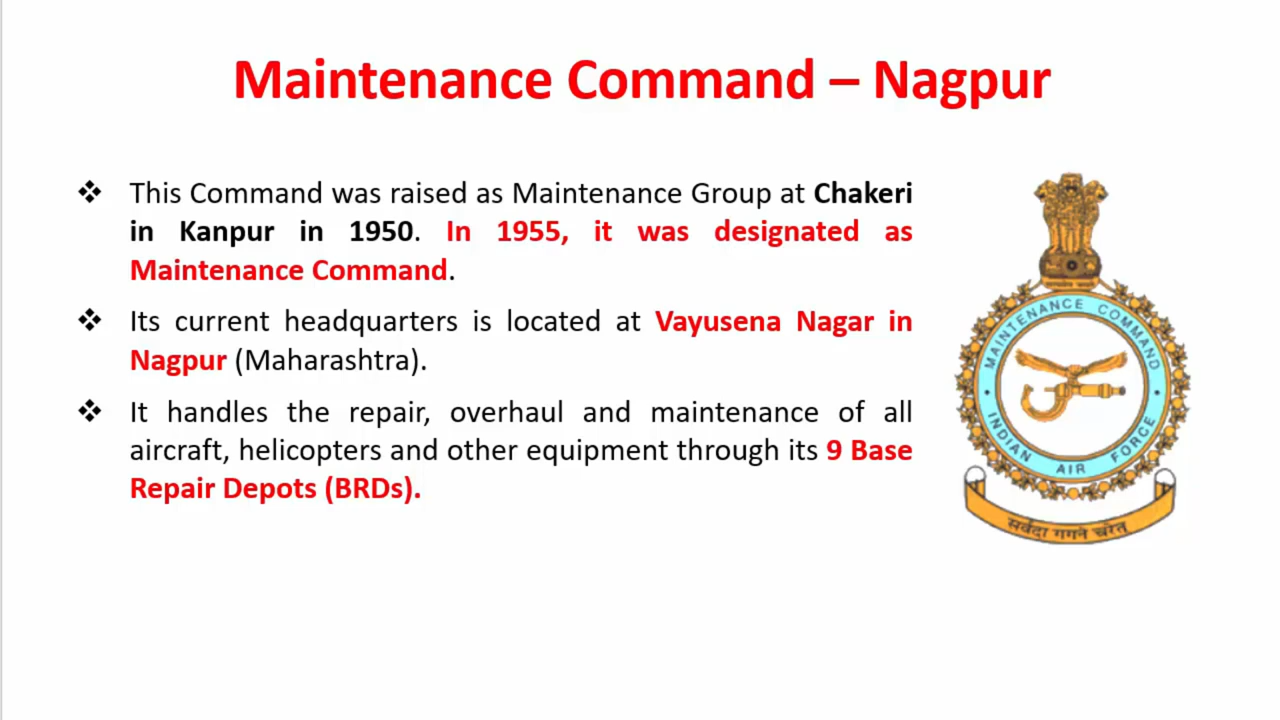 Maintenance Command – Nagpur
❖ This Command was raised as Maintenance Group at Chakeri
in Kanpur in 1950. In 1955, it was designated as
Maintenance Command.
❖ Its current headquarters is located at Vayusena Nagar in
Nagpur (Maharashtra).
❖ It handles the repair, overhaul and maintenance of all
aircraft, helicopters and other equipment through its 9 Base
Repair Depots (BRDs).
MAINTENANCE COMMAND
INDIAN AIR FORCE
सर्वदा गगने चरेत्